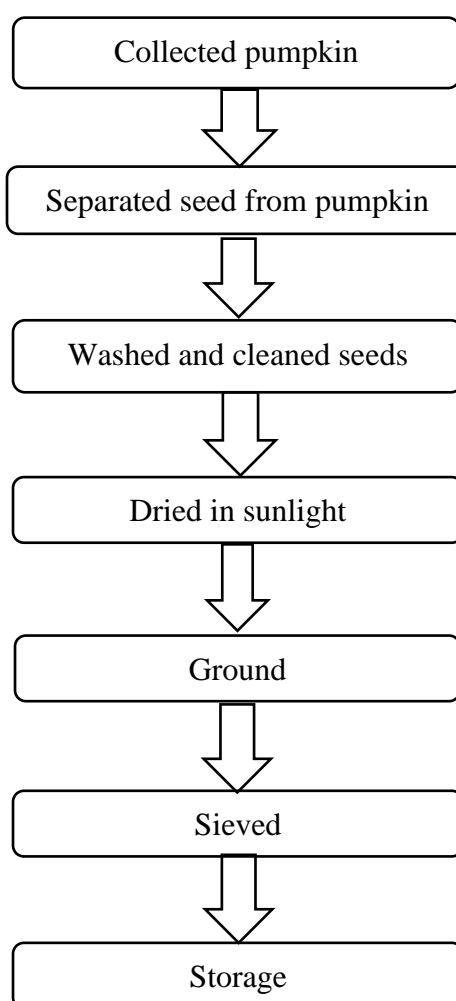 Collected pumpkin
Separated seed from pumpkin
Washed and cleaned seeds
Dried in sunlight
Ground
Sieved
Storage